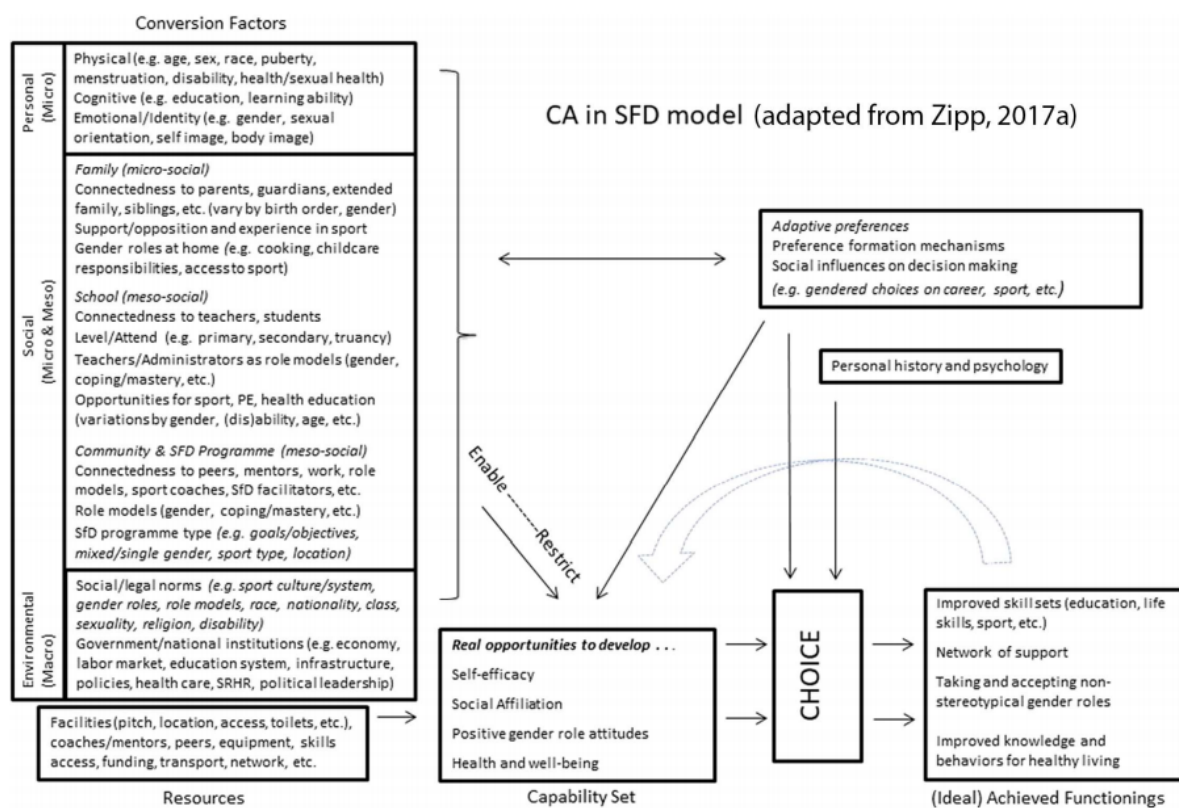 Conversion Factors
Personal
(Micro)
Physical (e.g. age, sex, race, puberty,
menstruation, disability, health/sexual health)
Cognitive (e.g. education, learning ability)
Emotional/Identity (e.g. gender, sexual
orientation, self image, body image)
Social
(Micro & Meso)
Family (micro-social)
Connectedness to parents, guardians, extended
family, siblings, etc. (vary by birth order, gender)
Support/opposition and experience in sport
Gender roles at home (e.g. cooking, childcare
responsibilities, access to sport)
School (meso-social)
Connectedness to teachers, students
Level/Attend (e.g. primary, secondary, truancy)
Teachers/Administrators as role models (gender,
coping/mastery, etc.)
Opportunities for sport, PE, health education
(variations by gender, (dis)ability, age, etc.)
Community & SFD Programme (meso-social)
Connectedness to peers, mentors, work, role
models, sport coaches, SfD facilitators, etc.
Role models (gender, coping/mastery, etc.)
SfD programme type (e.g. goals/objectives,
mixed/single gender, sport type, location)
Environmental
(Macro)
Social/legal norms (e.g. sport culture/system,
gender roles, role models, race, nationality, class,
sexuality, religion, disability)
Government/national institutions (e.g. economy,
labor market, education system, infrastructure,
policies, health care, SRHR, political leadership)
Facilities (pitch, location, access, toilets, etc.),
coaches/mentors, peers, equipment, skills
access, funding, transport, network, etc.
Resources
CA in SFD model (adapted from Zipp, 2017a)
Adaptive preferences
Preference formation mechanisms
Social influences on decision making
(e.g. gendered choices on career, sport, etc.)
Personal history and psychology
Enable ------- Restrict
Real opportunities to develop . . .
Self-efficacy
Social Affiliation
Positive gender role attitudes
Health and well-being
Capability Set
CHOICE
Improved skill sets (education, life
skills, sport, etc.)
Network of support
Taking and accepting non-
stereotypical gender roles
Improved knowledge and
behaviors for healthy living
(Ideal) Achieved Functionings